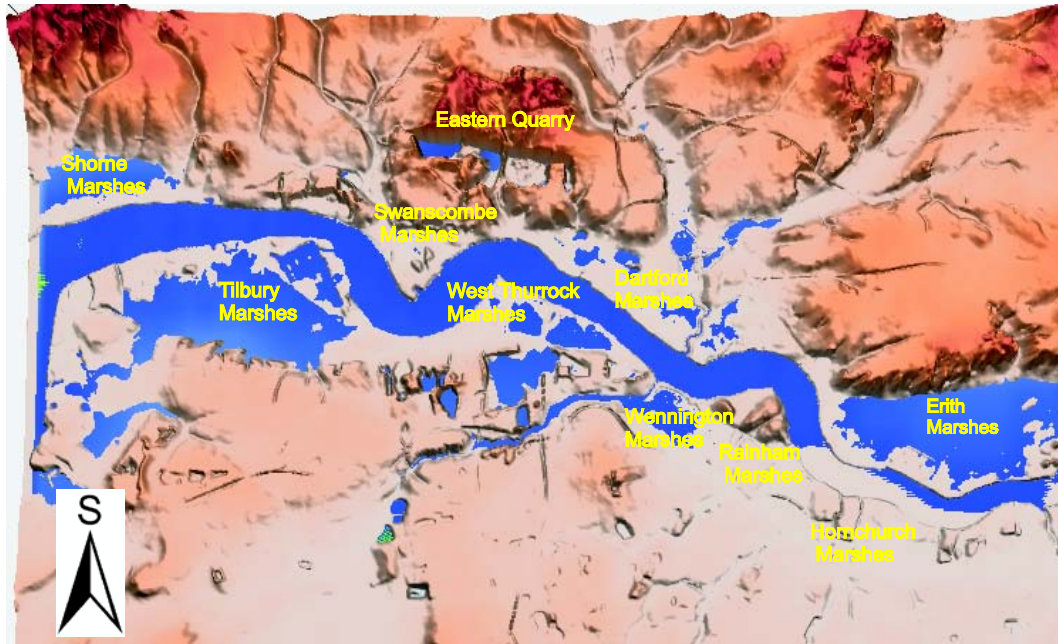 Eastern Quarry
Shorne
Marshes
Swanscombe
Marshes
Tilbury
Marshes
West Thurrock
Marshes
Dartford
Marshes
Erith
Marshes
Wennington
Marshes
Rainham
Marshes
Hornchurch
Marshes
S